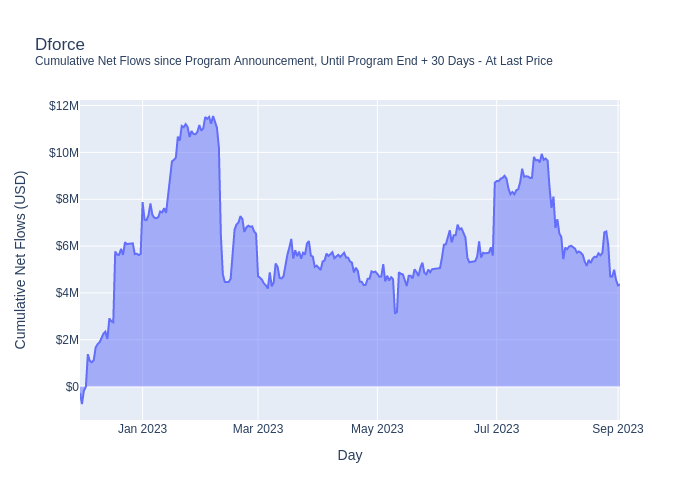 Dforce
Cumulative Net Flows since Program Announcement, Until Program End + 30 Days - At Last Price
$12M
$10M
$8M
$6M
$4M
$2M
$0
Cumulative Net Flows (USD)
Jan 2023
Mar 2023
May 2023
Jul 2023
Sep 2023
Day